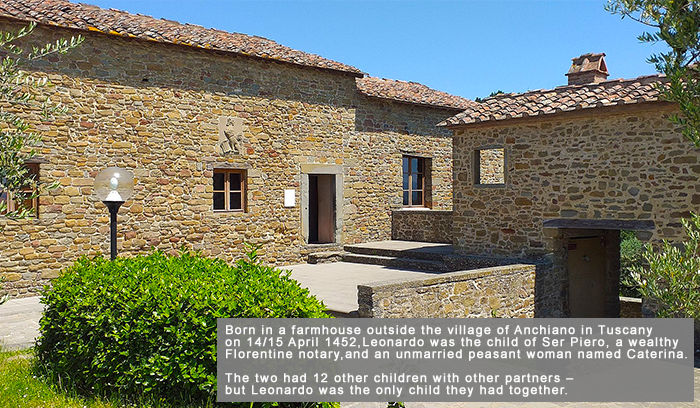 Born in a farmhouse outside the village of Anchiano in Tuscany
on 14/15 April 1452,Leonardo was the child of Ser Piero, a wealthy
Florentine notary,and an unmarried peasant woman named Caterina.
The two had 12 other children with other partners –
but Leonardo was the only child they had together.